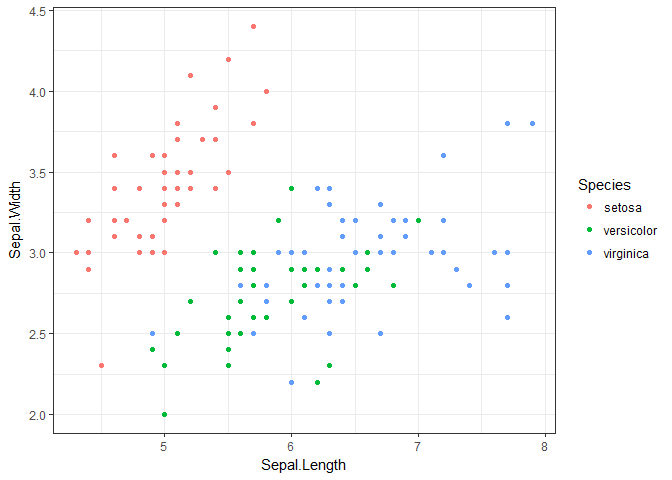 4.5
4.0
3.5
3.0
2.5
2.0
Sepal.Width
5 6 7 8
Sepal.Length
Species
setosa
versicolor
virginica